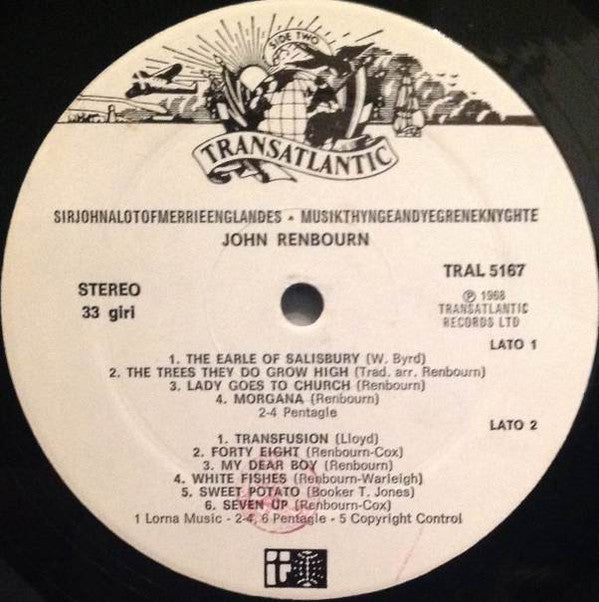 SIDE TWO
TRANSATLANTIC
SIRJOHNALOTOFMERRIEENGLANDES • MUSIKTHYNGEANDYEGRENEKNYGHTE
JOHN RENBOURN
STEREO
33 giri
TRAL 5167
℗ 1968
TRANSATLANTIC
RECORDS LTD
LATO 1
1. THE EARLE OF SALISBURY (W. Byrd)
2. THE TREES THEY DO GROW HIGH (Trad. arr. Renbourn)
3. LADY GOES TO CHURCH (Renbourn)
4. MORGANA (Renbourn)
2-4 Pentagle
LATO 2
1. TRANSFUSION (Lloyd)
2. FORTY EIGHT (Renbourn-Cox)
3. MY DEAR BOY (Renbourn)
4. WHITE FISHES (Renbourn-Warleigh)
5. SWEET POTATO (Booker T. Jones)
6. SEVEN UP (Renbourn-Cox)
1 Lorna Music - 2-4, 6 Pentagle - 5 Copyright Control
it